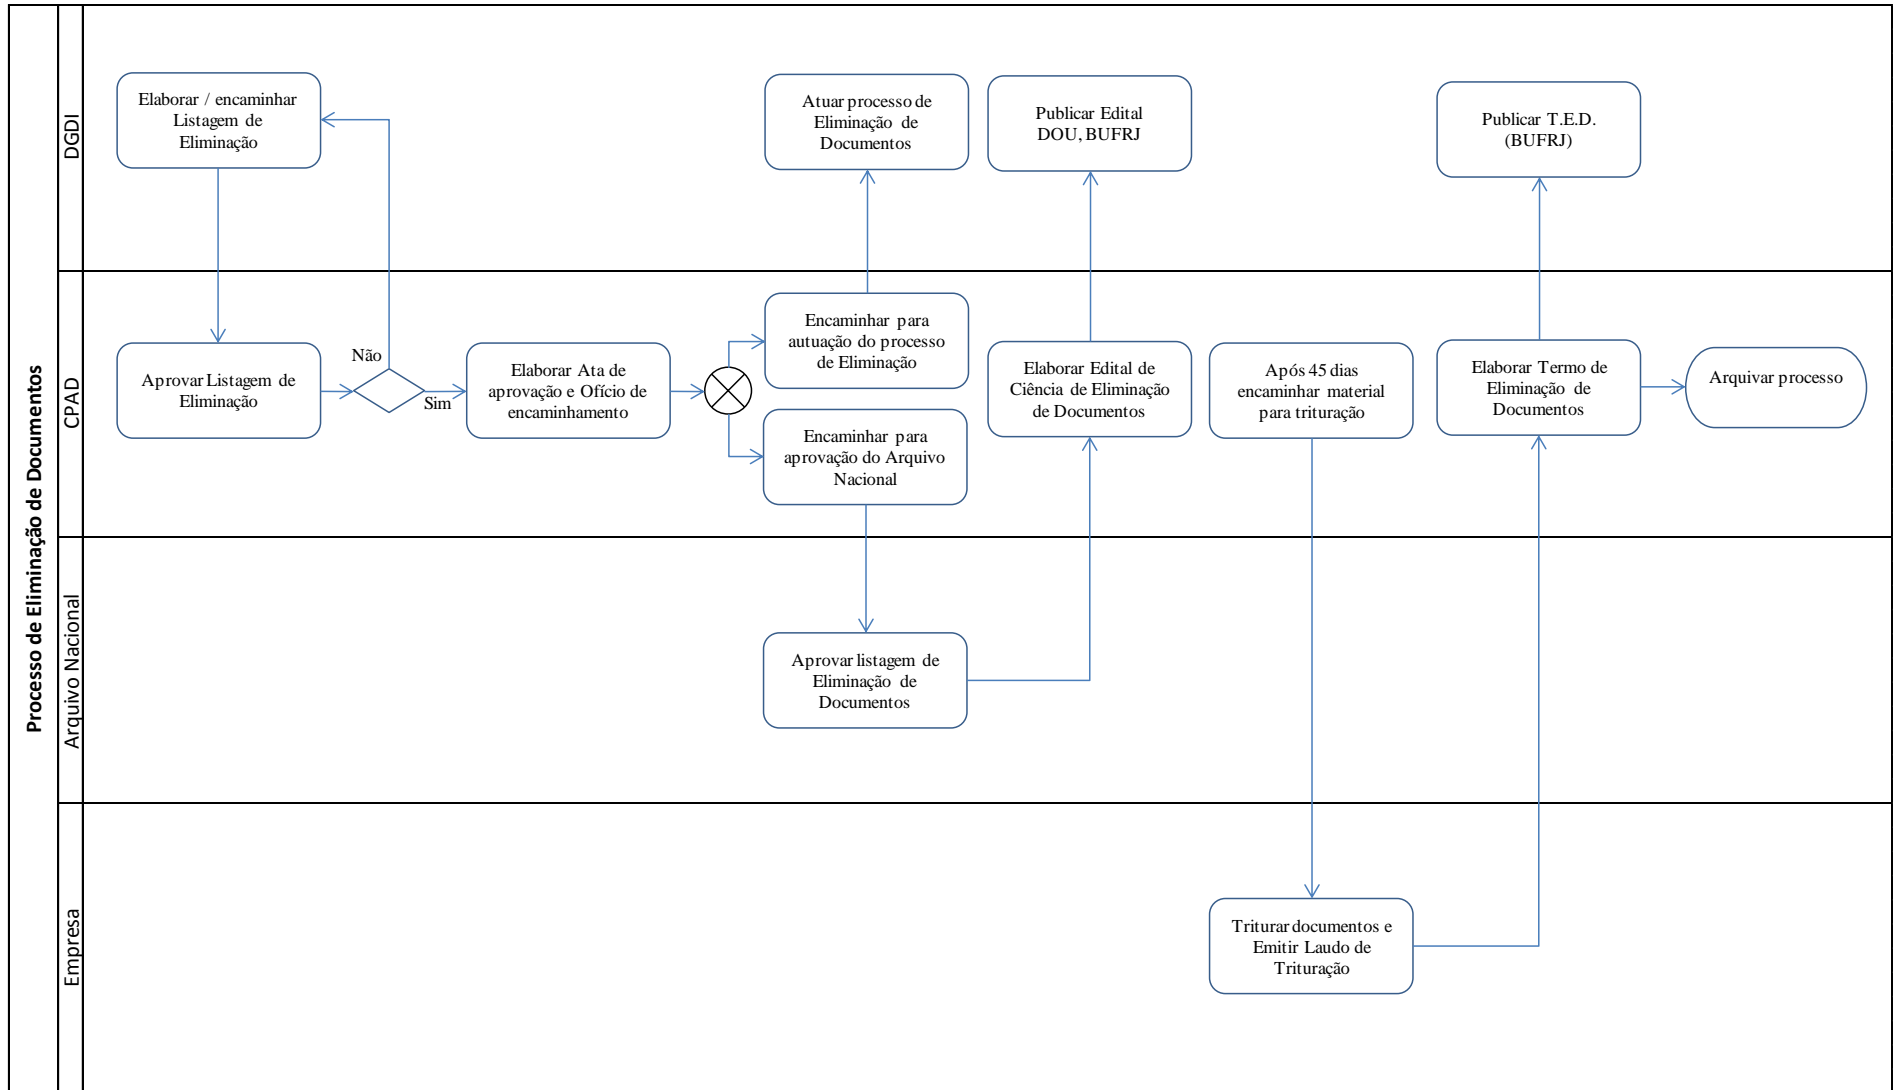 Processo de Eliminação de Documentos
DGDI
Elaborar / encaminhar
Listagem de
Eliminação
Atuar processo de
Eliminação de
Documentos
Publicar Edital
DOU, BUFRJ
Publicar T.E.D.
(BUFRJ)
CPAD
Aprovar Listagem de
Eliminação
Não
Sim
Elaborar Ata de
aprovação e Ofício de
encaminhamento
Encaminhar para
autuação do processo
de Eliminação
Encaminhar para
aprovação do Arquivo
Nacional
Elaborar Edital de
Ciência de Eliminação
de Documentos
Após 45 dias
encaminhar material
para trituração
Elaborar Termo de
Eliminação de
Documentos
Arquivar processo
Arquivo Nacional
Aprovar listagem de
Eliminação de
Documentos
Empresa
Triturar documentos e
Emitir Laudo de
Trituração